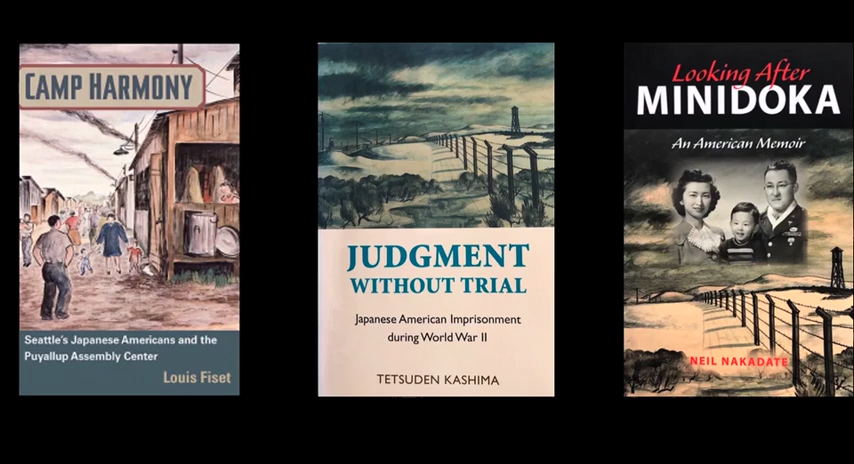 CAMP HARMONY
Seattle's Japanese Americans and the
Puyallup Assembly Center
Louis Fiset
JUDGMENT
WITHOUT TRIAL
Japanese American Imprisonment
during World War II
TETSUDEN KASHIMA
Looking After
MINIDOKA
An American Memoir
NEIL NAKADATE